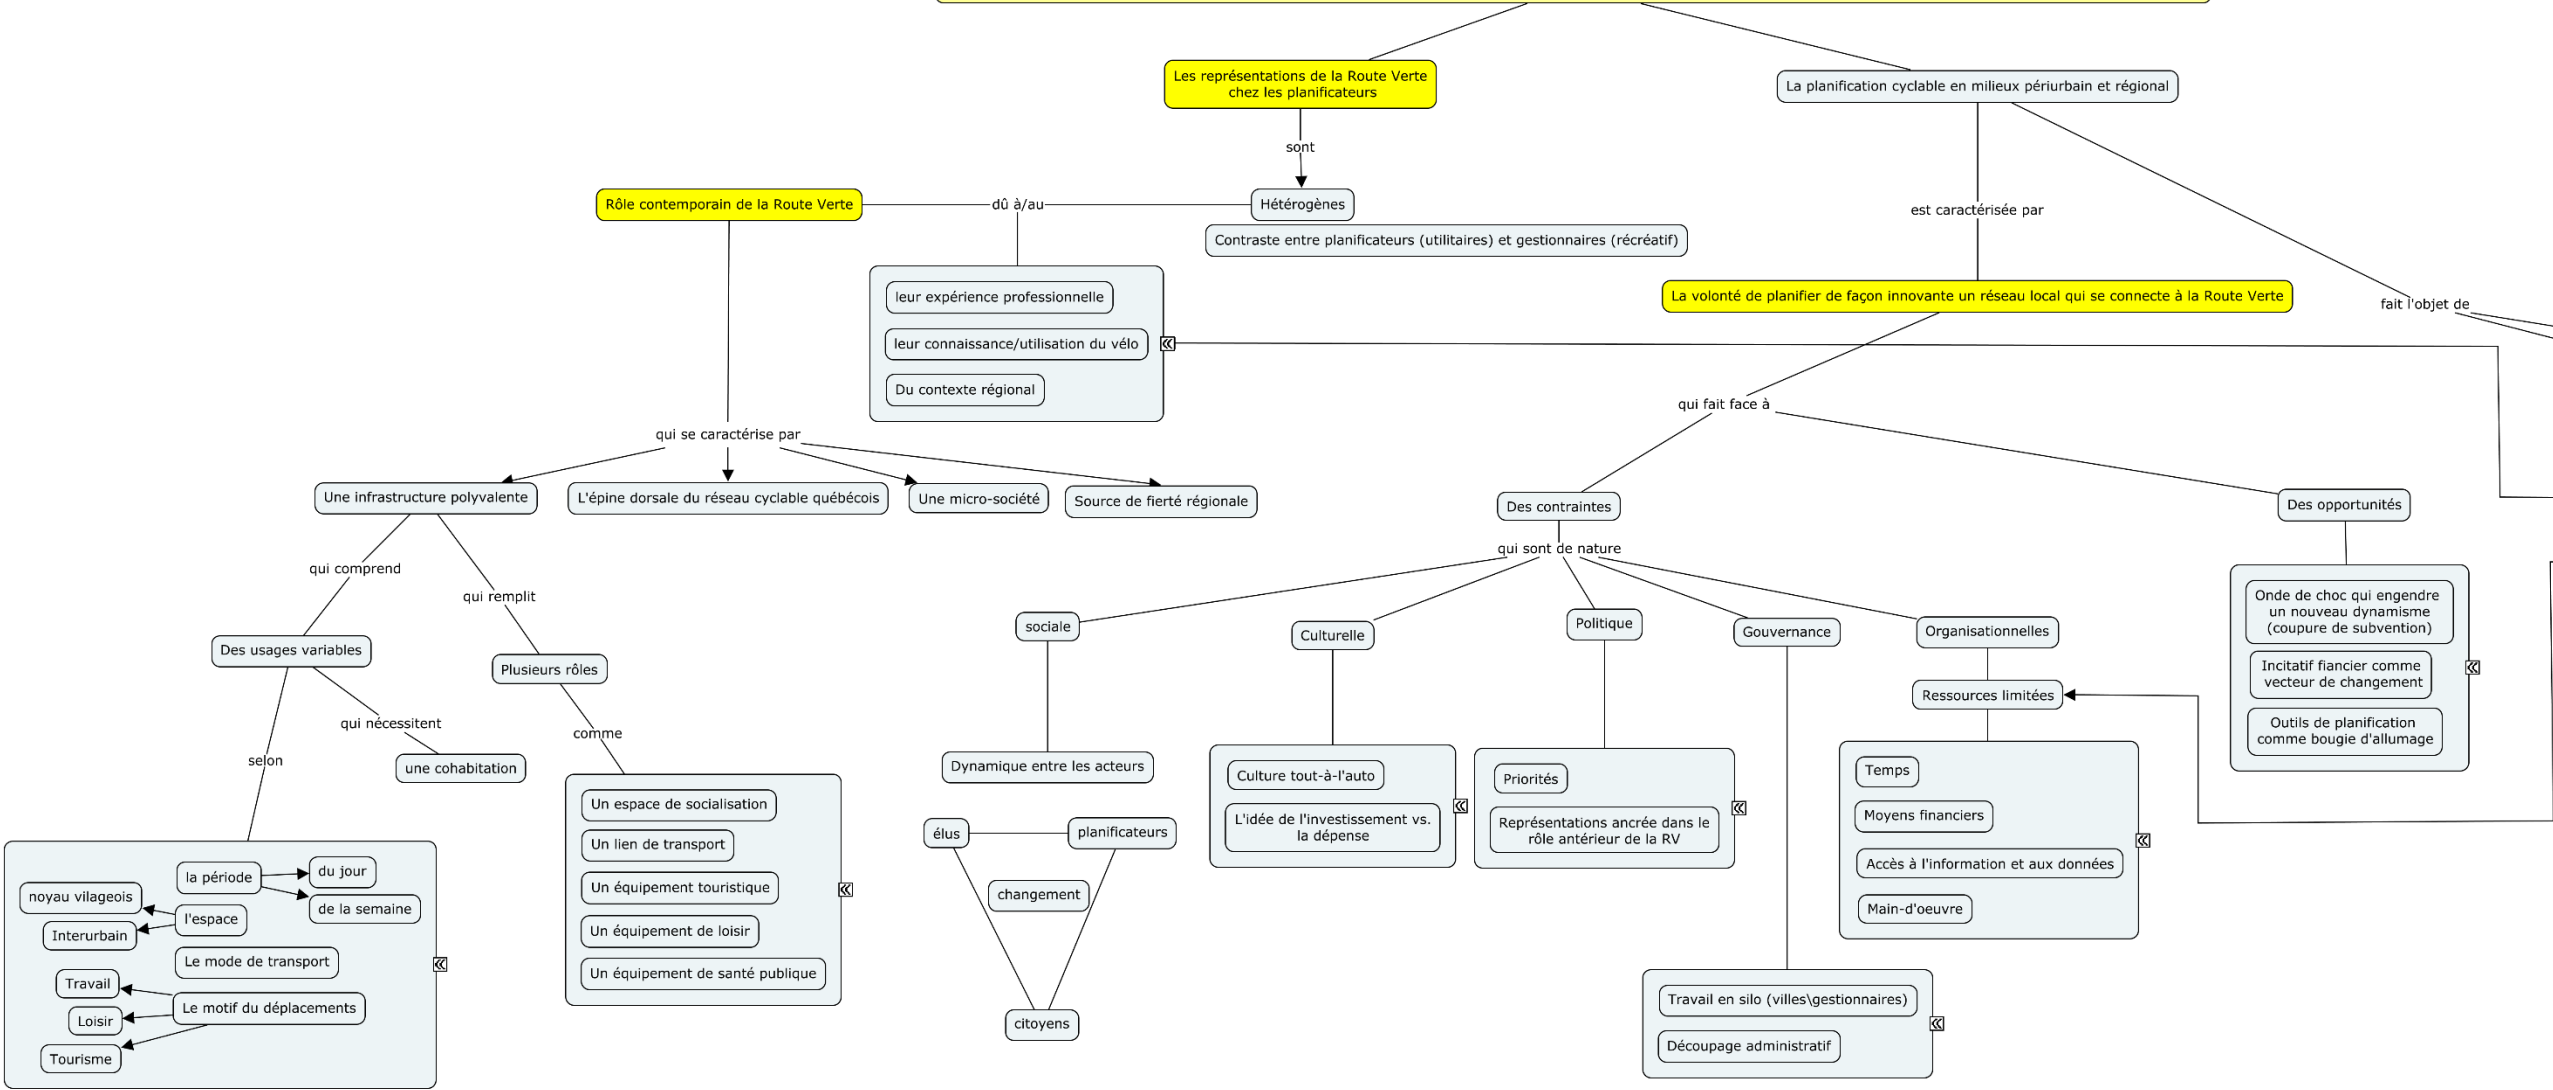 Les représentations de la Route Verte
chez les planificateurs
La planification cyclable en milieux périurbain et régional
sont
Rôle contemporain de la Route Verte
dû à/au
Hétérogènes
est caractérisée par
Contraste entre planificateurs (utilitaires) et gestionnaires (récréatif)
leur expérience professionnelle
leur connaissance/utilisation du vélo
Du contexte régional
La volonté de planifier de façon innovante un réseau local qui se connecte à la Route Verte
fait l'objet de
qui fait face à
qui se caractérise par
Une infrastructure polyvalente
L'épine dorsale du réseau cyclable québécois
Une micro-société
Source de fierté régionale
Des contraintes
Des opportunités
qui sont de nature
qui comprend
qui remplit
Des usages variables
Plusieurs rôles
qui nécessitent
une cohabitation
selon
comme
la période
du jour
de la semaine
noyau vilageois
l'espace
Interurbain
Le mode de transport
Travail
Le motif du déplacements
Loisir
Tourisme
Un espace de socialisation
Un lien de transport
Un équipement touristique
Un équipement de loisir
Un équipement de santé publique
sociale
Dynamique entre les acteurs
élus
planificateurs
changement
citoyens
Culturelle
Culture tout-à-l'auto
L'idée de l'investissement vs.
la dépense
Politique
Priorités
Représentations ancrée dans le
rôle antérieur de la RV
Gouvernance
Travail en silo (villes\gestionnaires)
Découpage administratif
Organisationnelles
Ressources limitées
Temps
Moyens financiers
Accès à l'information et aux données
Main-d'oeuvre
Onde de choc qui engendre
un nouveau dynamisme
(coupure de subvention)
Incitatif fiancier comme
vecteur de changement
Outils de planification
comme bougie d'allumage